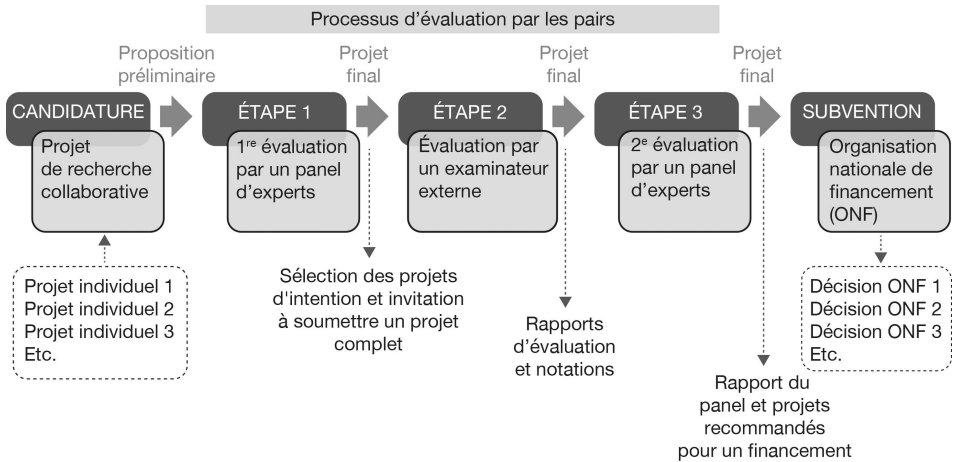 Processus d'évaluation par les pairs
Proposition
préliminaire
Projet
final
Projet
final
Projet
final
CANDIDATURE
Projet
de recherche
collaborative
ÉTAPE 1
1re évaluation
par un panel
d'experts
ÉTAPE 2
Évaluation par
un examinateur
externe
ÉTAPE 3
2e évaluation
par un panel
d'experts
SUBVENTION
Organisation
nationale de
financement
(ONF)
Projet individuel 1
Projet individuel 2
Projet individuel 3
Etc.
Sélection des projets
d'intention et invitation
à soumettre un projet
complet
Rapports
d'évaluation
et notations
Rapport du
panel et projets
recommandés
pour un financement
Décision ONF 1
Décision ONF 2
Décision ONF 3
Etc.